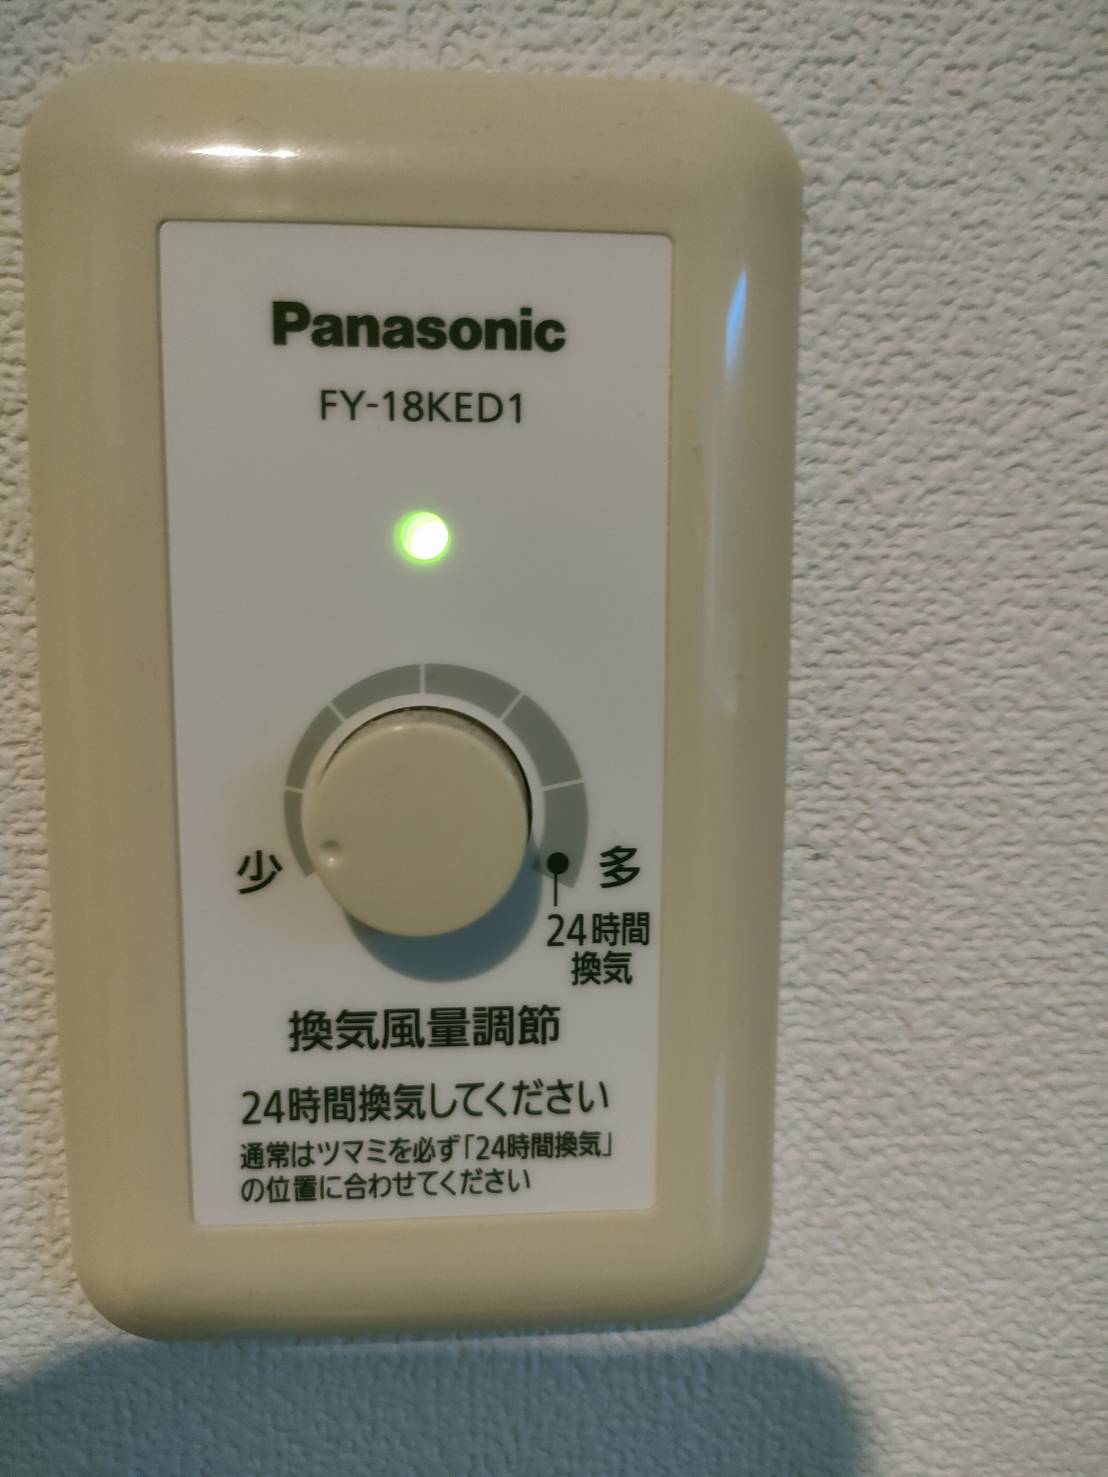 Panasonic
FY-18KED1
少
多
24時間
換気
換気風量調節
24時間換気してください
通常はツマミを必ず「24時間換気」
の位置に合わせてください